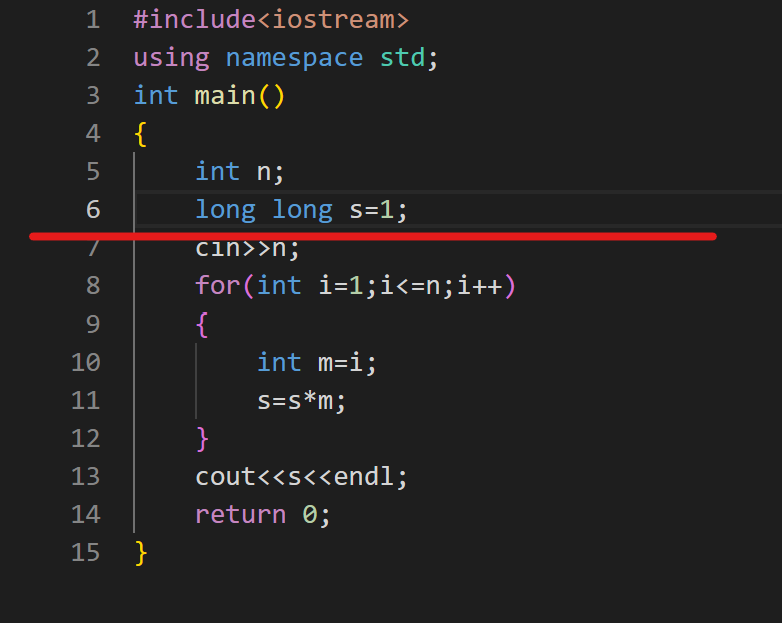 1 #include<iostream>
2 using namespace std;
3 int main()
4 {
5     int n;
6     long long s=1;
7     cin>>n;
8     for(int i=1;i<=n;i++)
9     {
10         int m=i;
11         s=s*m;
12     }
13     cout<<s<<endl;
14     return 0;
15 }